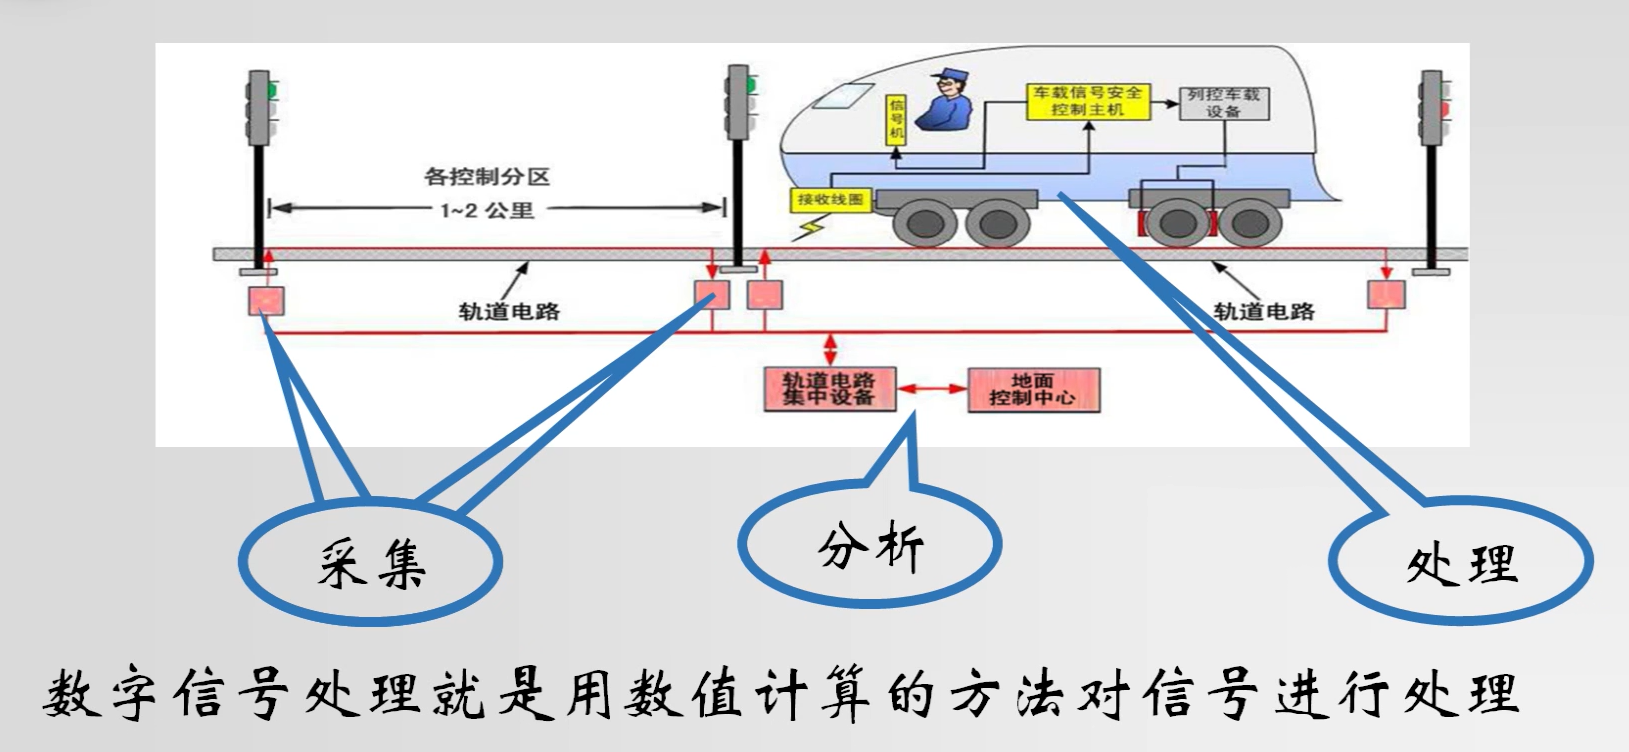 信号机
车载信号安全
控制主机
列控车载
设备
各控制分区
1~2 公里
接收线圈
轨道电路
轨道电路
轨道电路
集中设备
地面
控制中心
采集
分析
处理
数字信号处理就是用数值计算的方法对信号进行处理